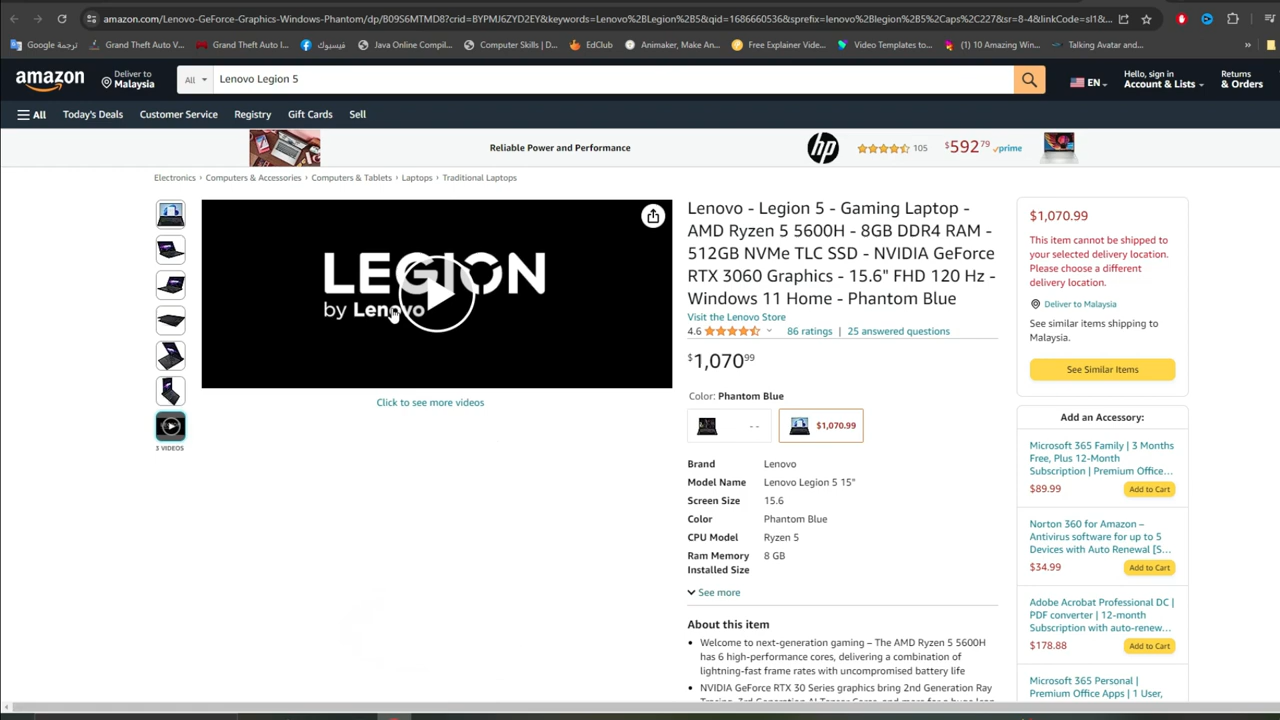 amazon.com/Lenovo-GeForce-Graphics-Windows-Phantom/dp/B09S6MTMD8?crid=BYPMJ6ZYD2EY&keywords=Lenovo%2BLegion%2B5&qid=1686660536&sprefix=lenovo%2Blegion%2B5%2Caps%2C227&sr=8-4&linkCode=sl1...
ترجمة Google
Grand Theft Auto V...
Grand Theft Auto I...
فيسبوك
Java Online Compil...
Computer Skills | D...
EdClub
Animaker, Make An...
Free Explainer Vide...
Video Templates to...
(1) 10 Amazing Win...
Talking Avatar and...
»
amazon
Deliver to
Malaysia
All
Lenovo Legion 5
EN
Hello, sign in
Account & Lists
Returns
& Orders
All
Today's Deals
Customer Service
Registry
Gift Cards
Sell
Reliable Power and Performance
hp
105
$592 79
prime
Electronics › Computers & Accessories › Computers & Tablets › Laptops › Traditional Laptops
3 VIDEOS
LEGION
by Lenovo
Click to see more videos
Lenovo - Legion 5 - Gaming Laptop -
AMD Ryzen 5 5600H - 8GB DDR4 RAM -
512GB NVMe TLC SSD - NVIDIA GeForce
RTX 3060 Graphics - 15.6" FHD 120 Hz -
Windows 11 Home - Phantom Blue
Visit the Lenovo Store
4.6
86 ratings | 25 answered questions
$1,070 99
Color: Phantom Blue
- -
$1,070.99
Brand Lenovo
Model Name Lenovo Legion 5 15"
Screen Size 15.6
Color Phantom Blue
CPU Model Ryzen 5
Ram Memory 8 GB
Installed Size
See more
About this item
• Welcome to next-generation gaming – The AMD Ryzen 5 5600H
has 6 high-performance cores, delivering a combination of
lightning-fast frame rates with uncompromised battery life
• NVIDIA GeForce RTX 30 Series graphics bring 2nd Generation Ray
$1,070.99
This item cannot be shipped to
your selected delivery location.
Please choose a different
delivery location.
Deliver to Malaysia
See similar items shipping to
Malaysia.
See Similar Items
Add an Accessory:
Microsoft 365 Family | 3 Months
Free, Plus 12-Month
Subscription | Premium Office...
$89.99
Add to Cart
Norton 360 for Amazon –
Antivirus software for up to 5
Devices with Auto Renewal [S...
$34.99
Add to Cart
Adobe Acrobat Professional DC |
PDF converter | 12-month
Subscription with auto-renew...
$178.88
Add to Cart
Microsoft 365 Personal |
Premium Office Apps | 1 User,